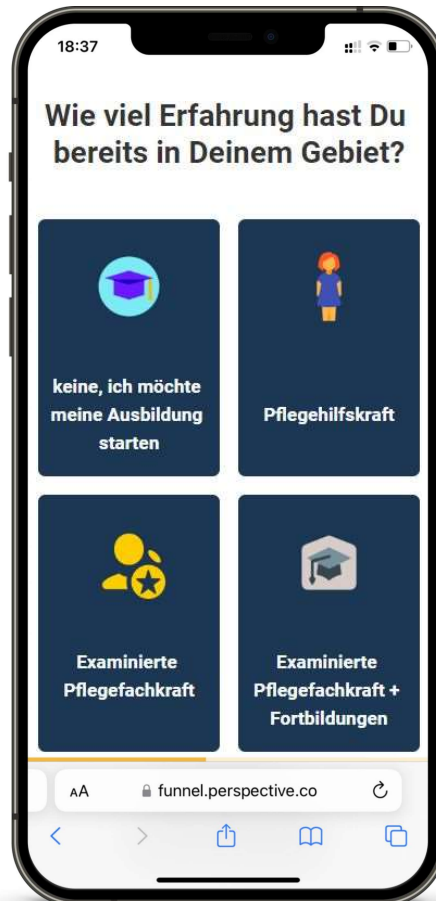 18:37
Wie viel Erfahrung hast Du
bereits in Deinem Gebiet?
keine, ich möchte
meine Ausbildung
starten
Pflegehilfskraft
Examinierte
Pflegefachkraft
Examinierte
Pflegefachkraft +
Fortbildungen
AA
funnel.perspective.co